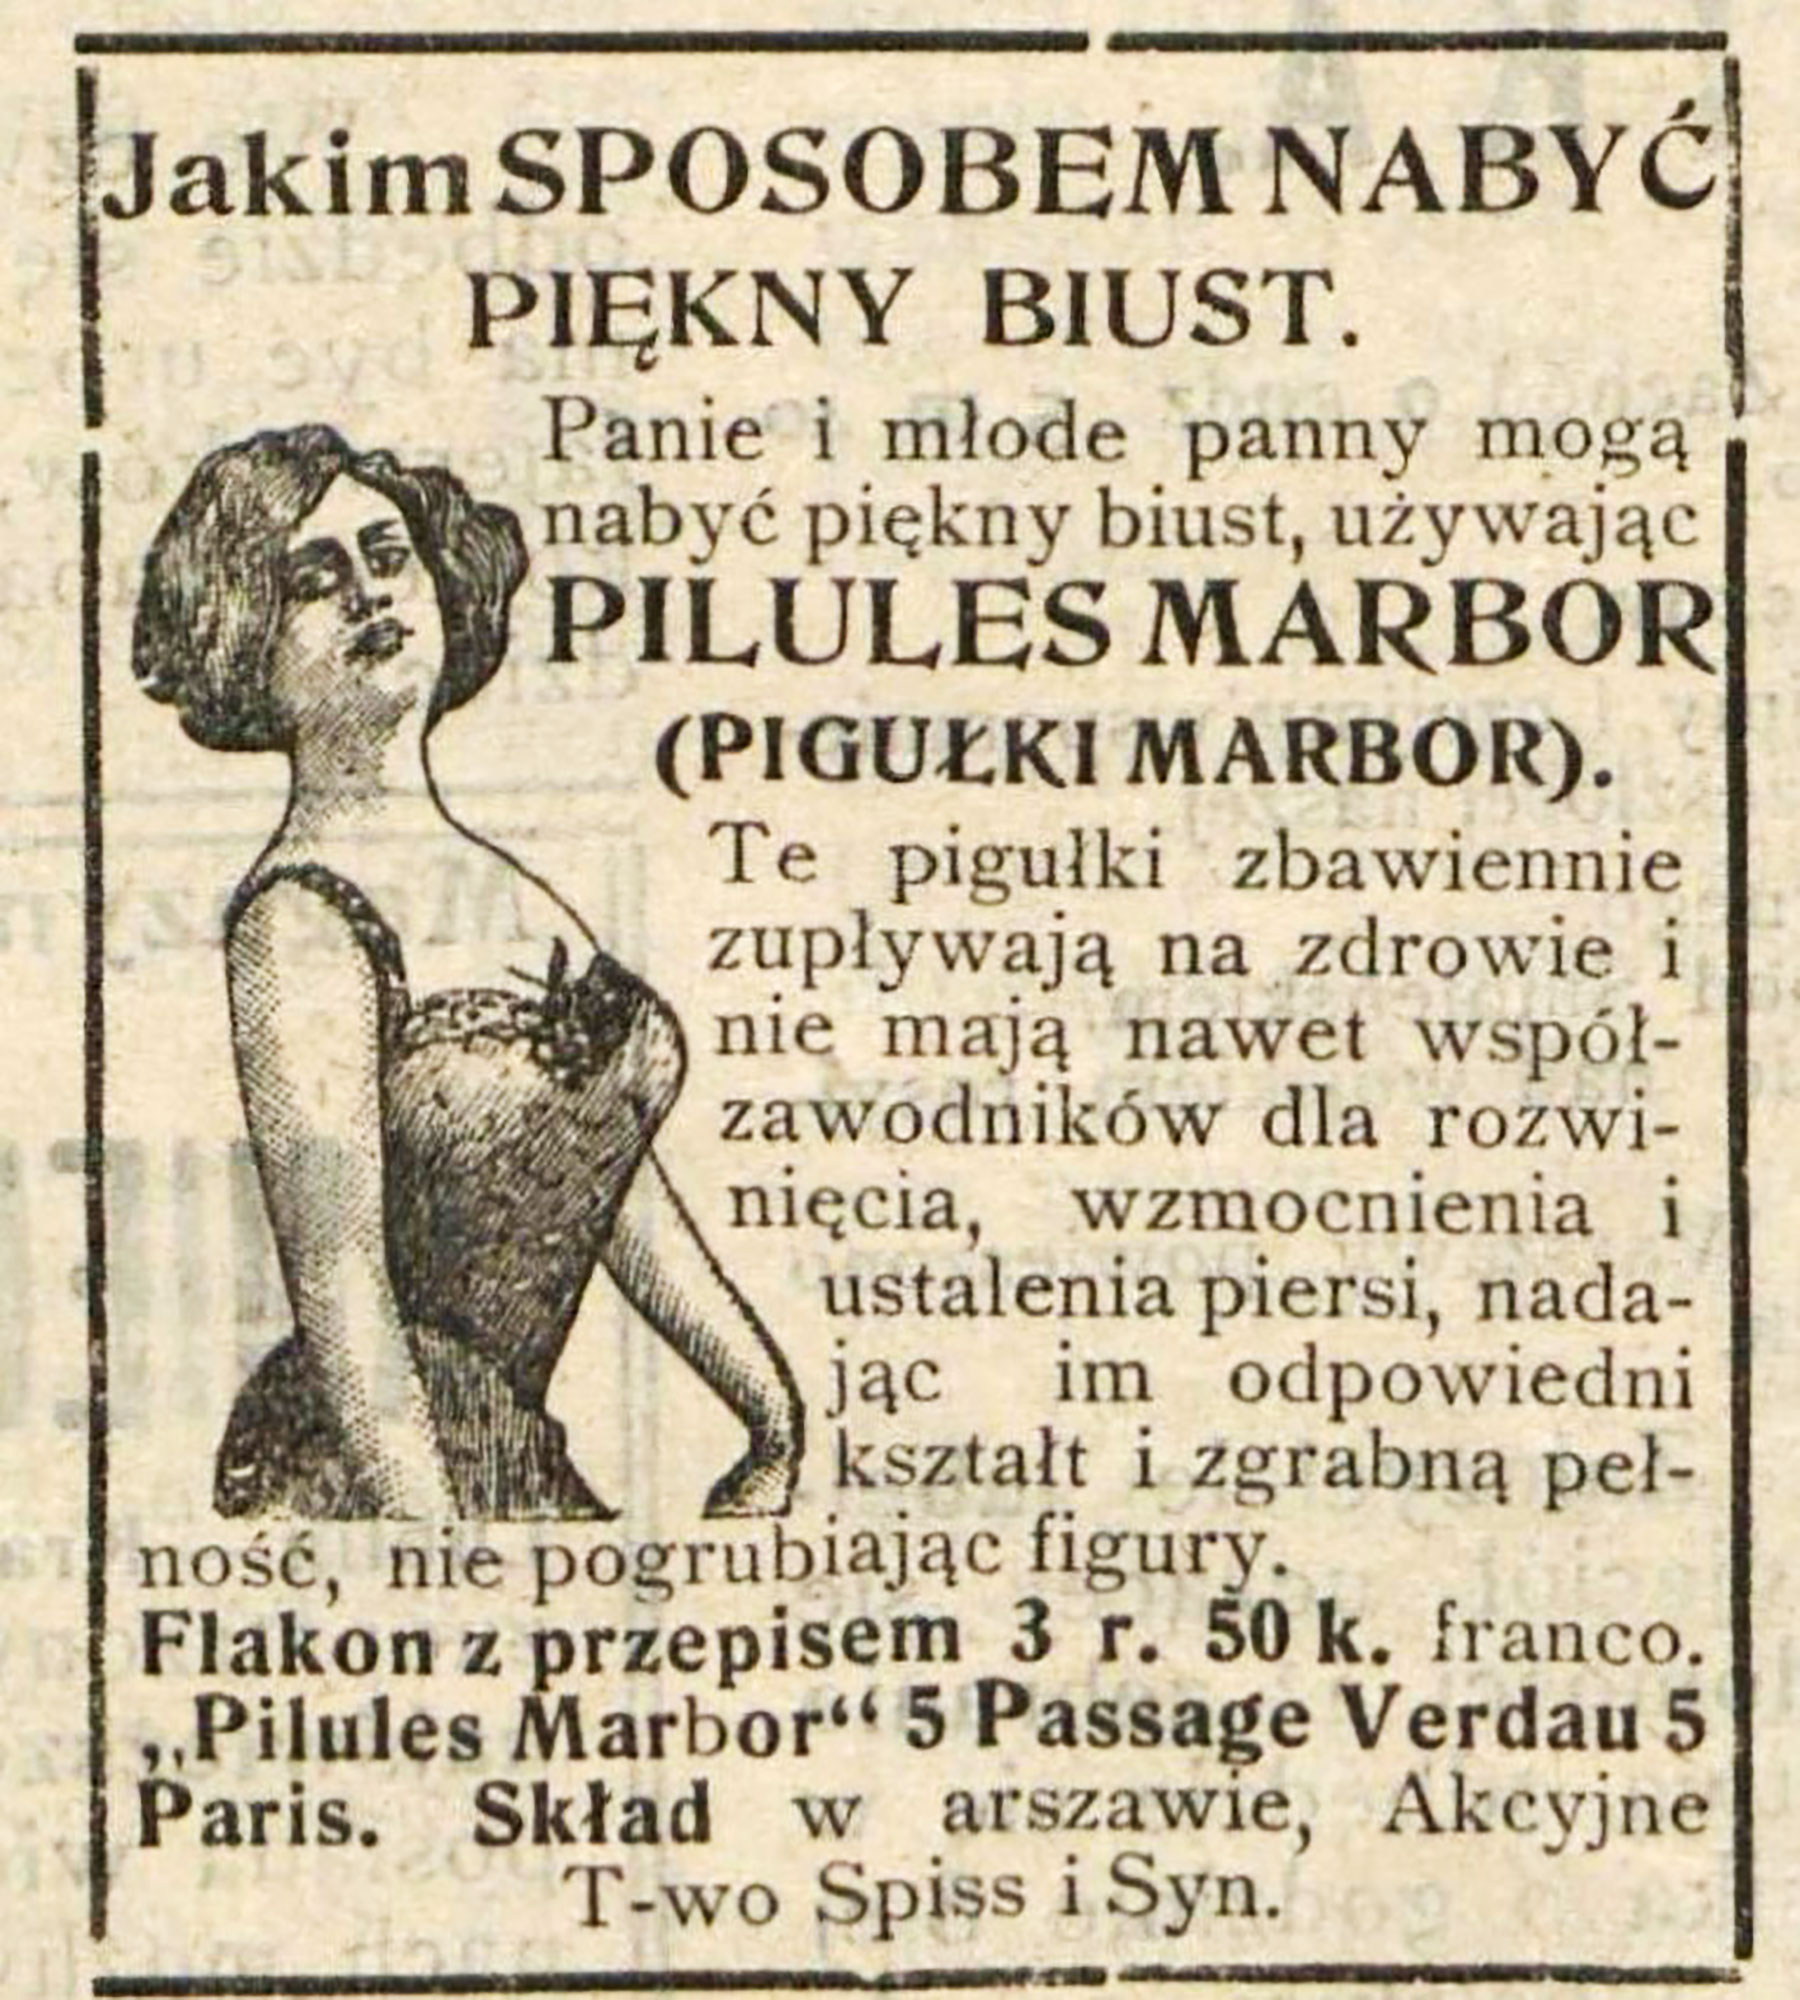 Jakim SPOSOBEM NABYĆ
PIĘKNY BIUST.
Panie i młode panny mogą
nabyć piękny biust, używając
PILULES MARBOR
(PIGUŁKI MARBOR).
Te pigułki zbawiennie
zupływają na zdrowie i
nie mają nawet współ-
zawodników dla rozwi-
nięcia, wzmocnienia i
ustalenia piersi, nada-
jąc im odpowiedni
kształt i zgrabną peł-
ność, nie pogrubiając figury.
Flakon z przepisem 3 r. 50 k. franco.
„Pilules Marbor“ 5 Passage Verdau 5
Paris. Skład w arszawie, Akcyjne
T-wo Spiss i Syn.